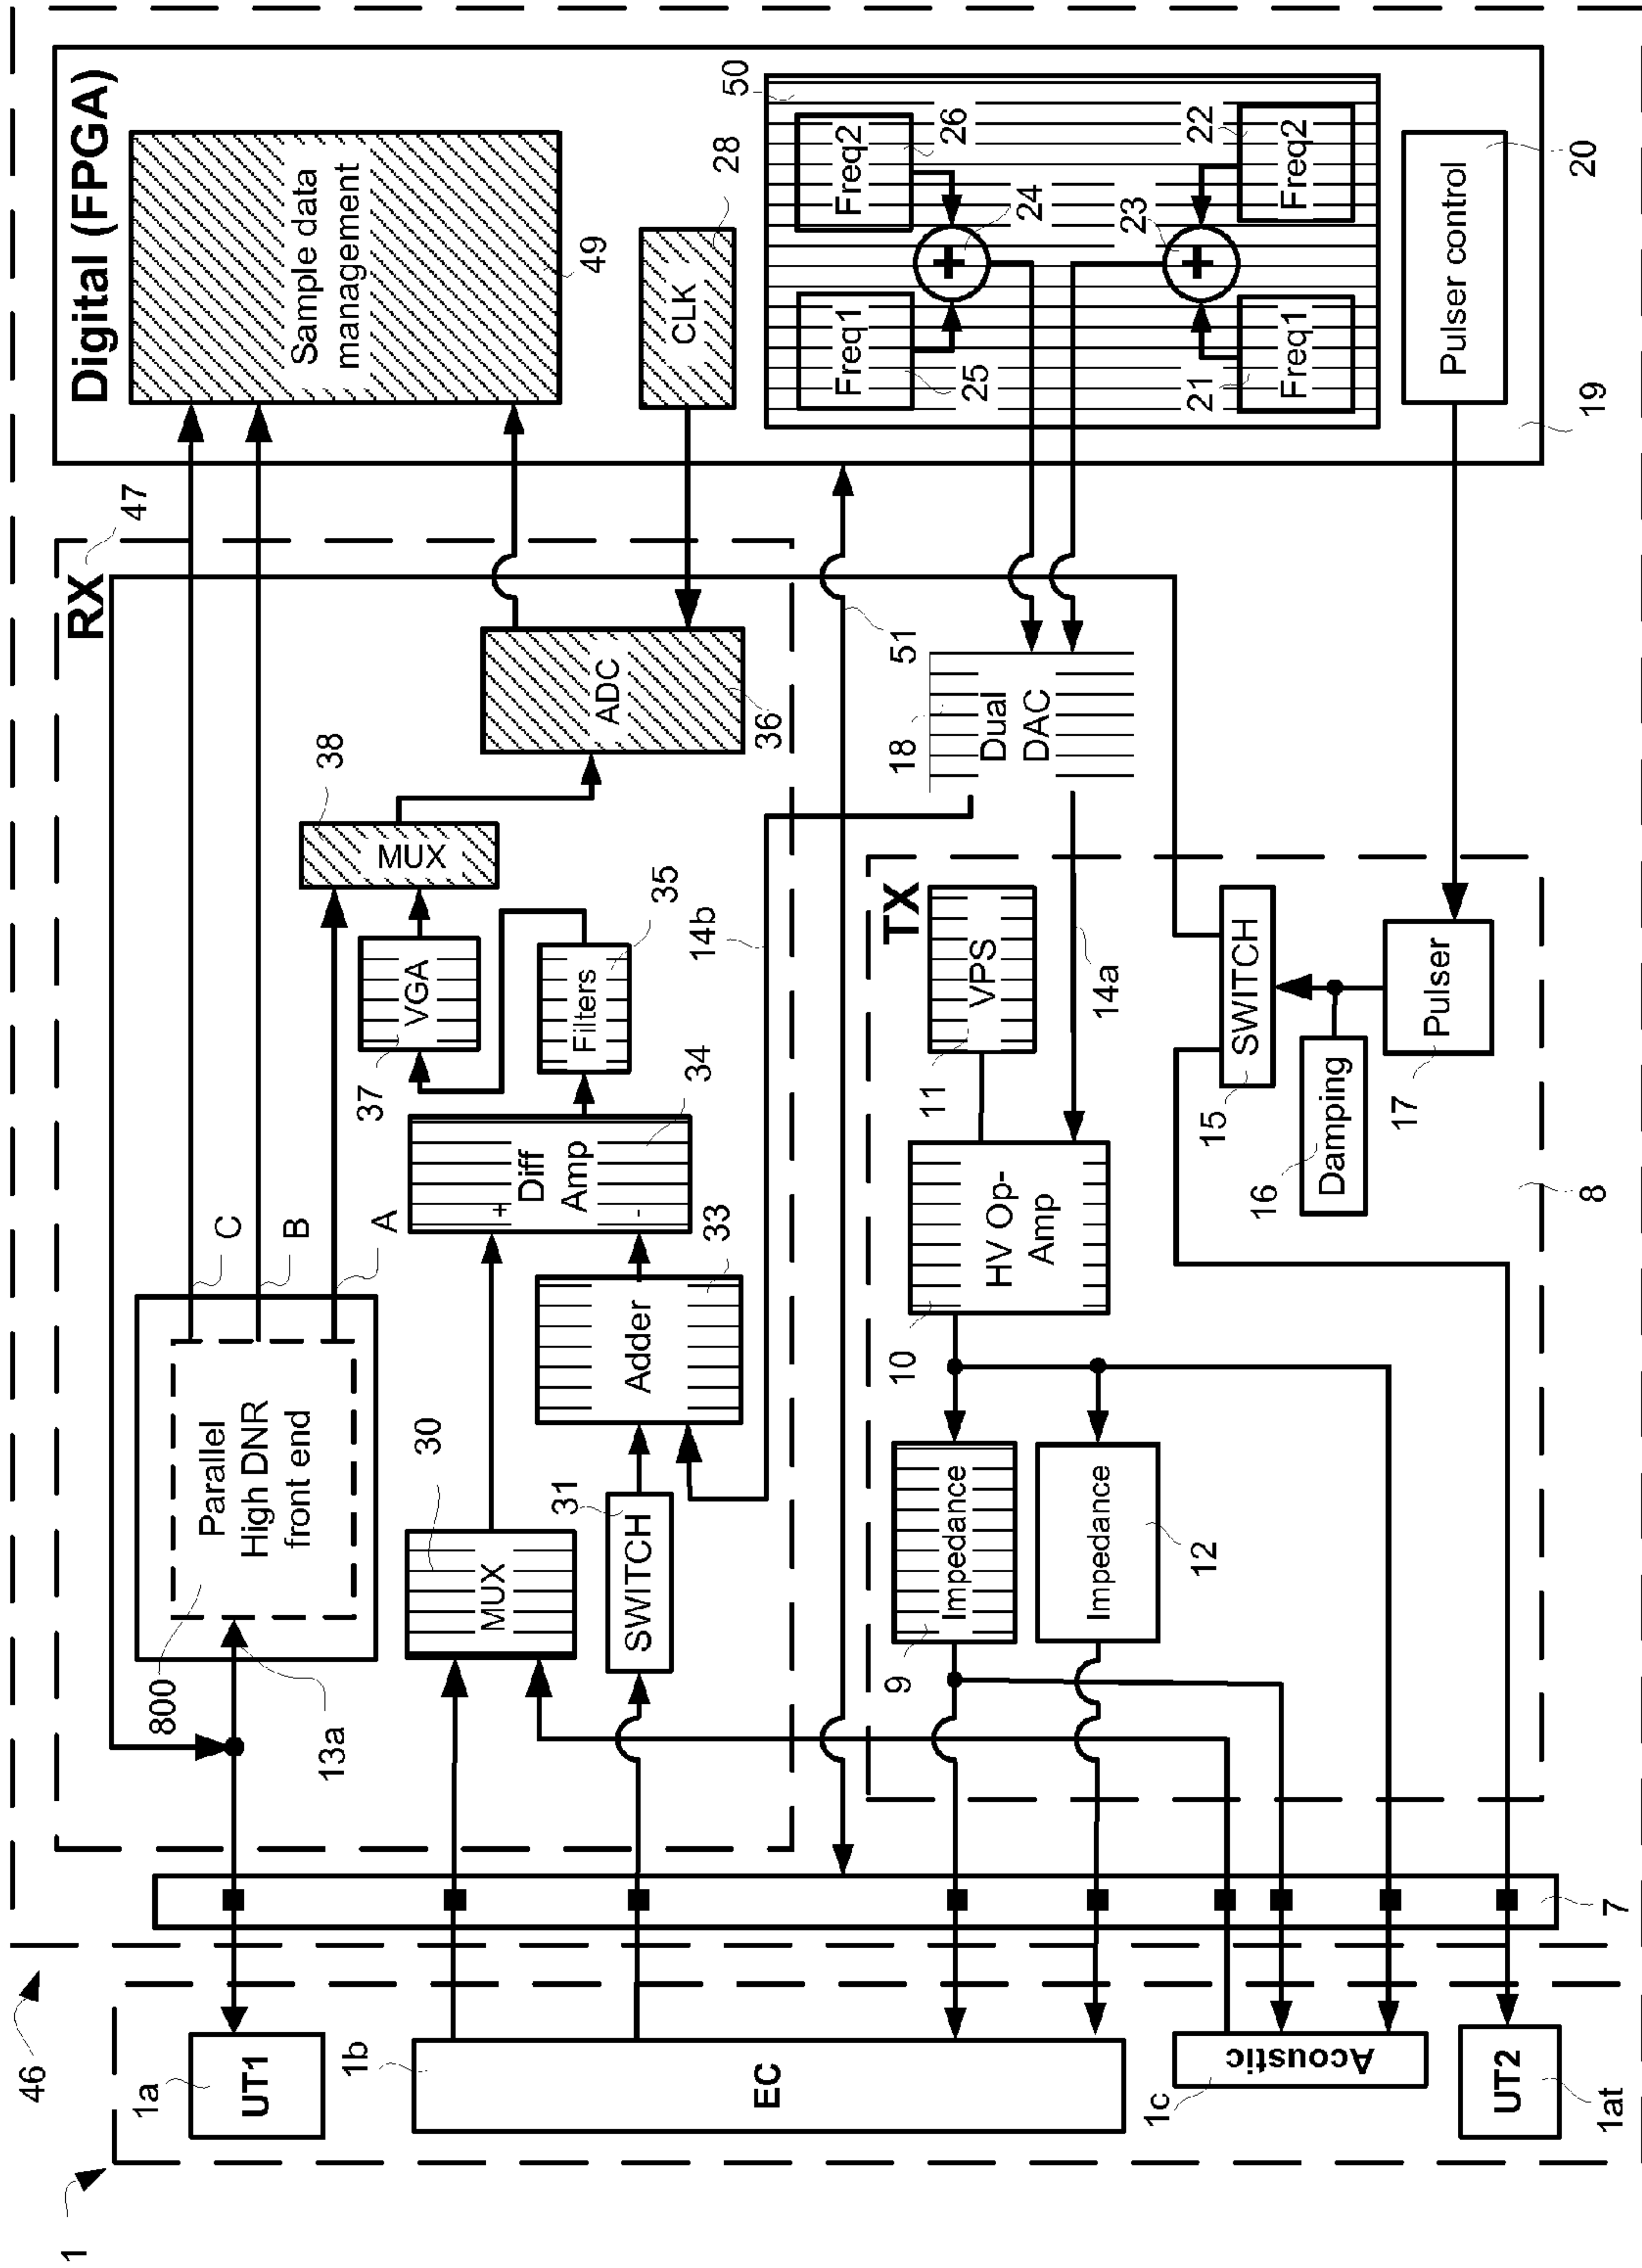 1
46
1a
UT1
1b
EC
1c
Acoustic
UT2
1at
7
RX
47
800
Parallel
High DNR
front end
13a
C
B
A
30
MUX
31
SWITCH
Adder
33
+
Diff
Amp
-
34
Filters
35
37
VGA
38
MUX
ADC
36
14b
51
TX
9
Impedance
Impedance
12
10
HV Op-
Amp
11
VPS
14a
18
Dual
DAC
15
SWITCH
16
Damping
17
Pulser
8
Digital (FPGA)
Sample data
management
49
CLK
28
50
Freq1
25
Freq2
26
+
24
23
+
21
Freq1
22
Freq2
Pulser control
20
19